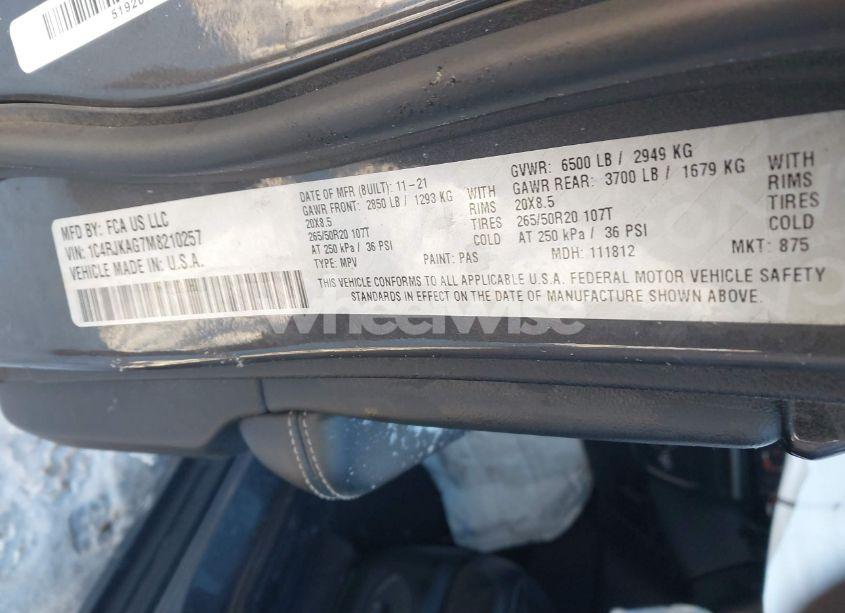 51920
MFD BY: FCA US LLC
VIN: 1C4RJKAG7M8210257
VEHICLE MADE IN: U.S.A.
DATE OF MFR (BUILT): 11-21
GAWR FRONT: 2850 LB / 1293 KG WITH
20X8.5 RIMS
265/50R20 107T TIRES
AT 250 kPa / 36 PSI COLD
TYPE: MPV PAINT: PAS
GVWR: 6500 LB / 2949 KG
GAWR REAR: 3700 LB / 1679 KG WITH
20X8.5 RIMS
265/50R20 107T TIRES
AT 250 kPa / 36 PSI COLD
MDH: 111812 MKT: 875
THIS VEHICLE CONFORMS TO ALL APPLICABLE U.S.A. FEDERAL MOTOR VEHICLE SAFETY
STANDARDS IN EFFECT ON THE DATE OF MANUFACTURE SHOWN ABOVE.
wheelwise